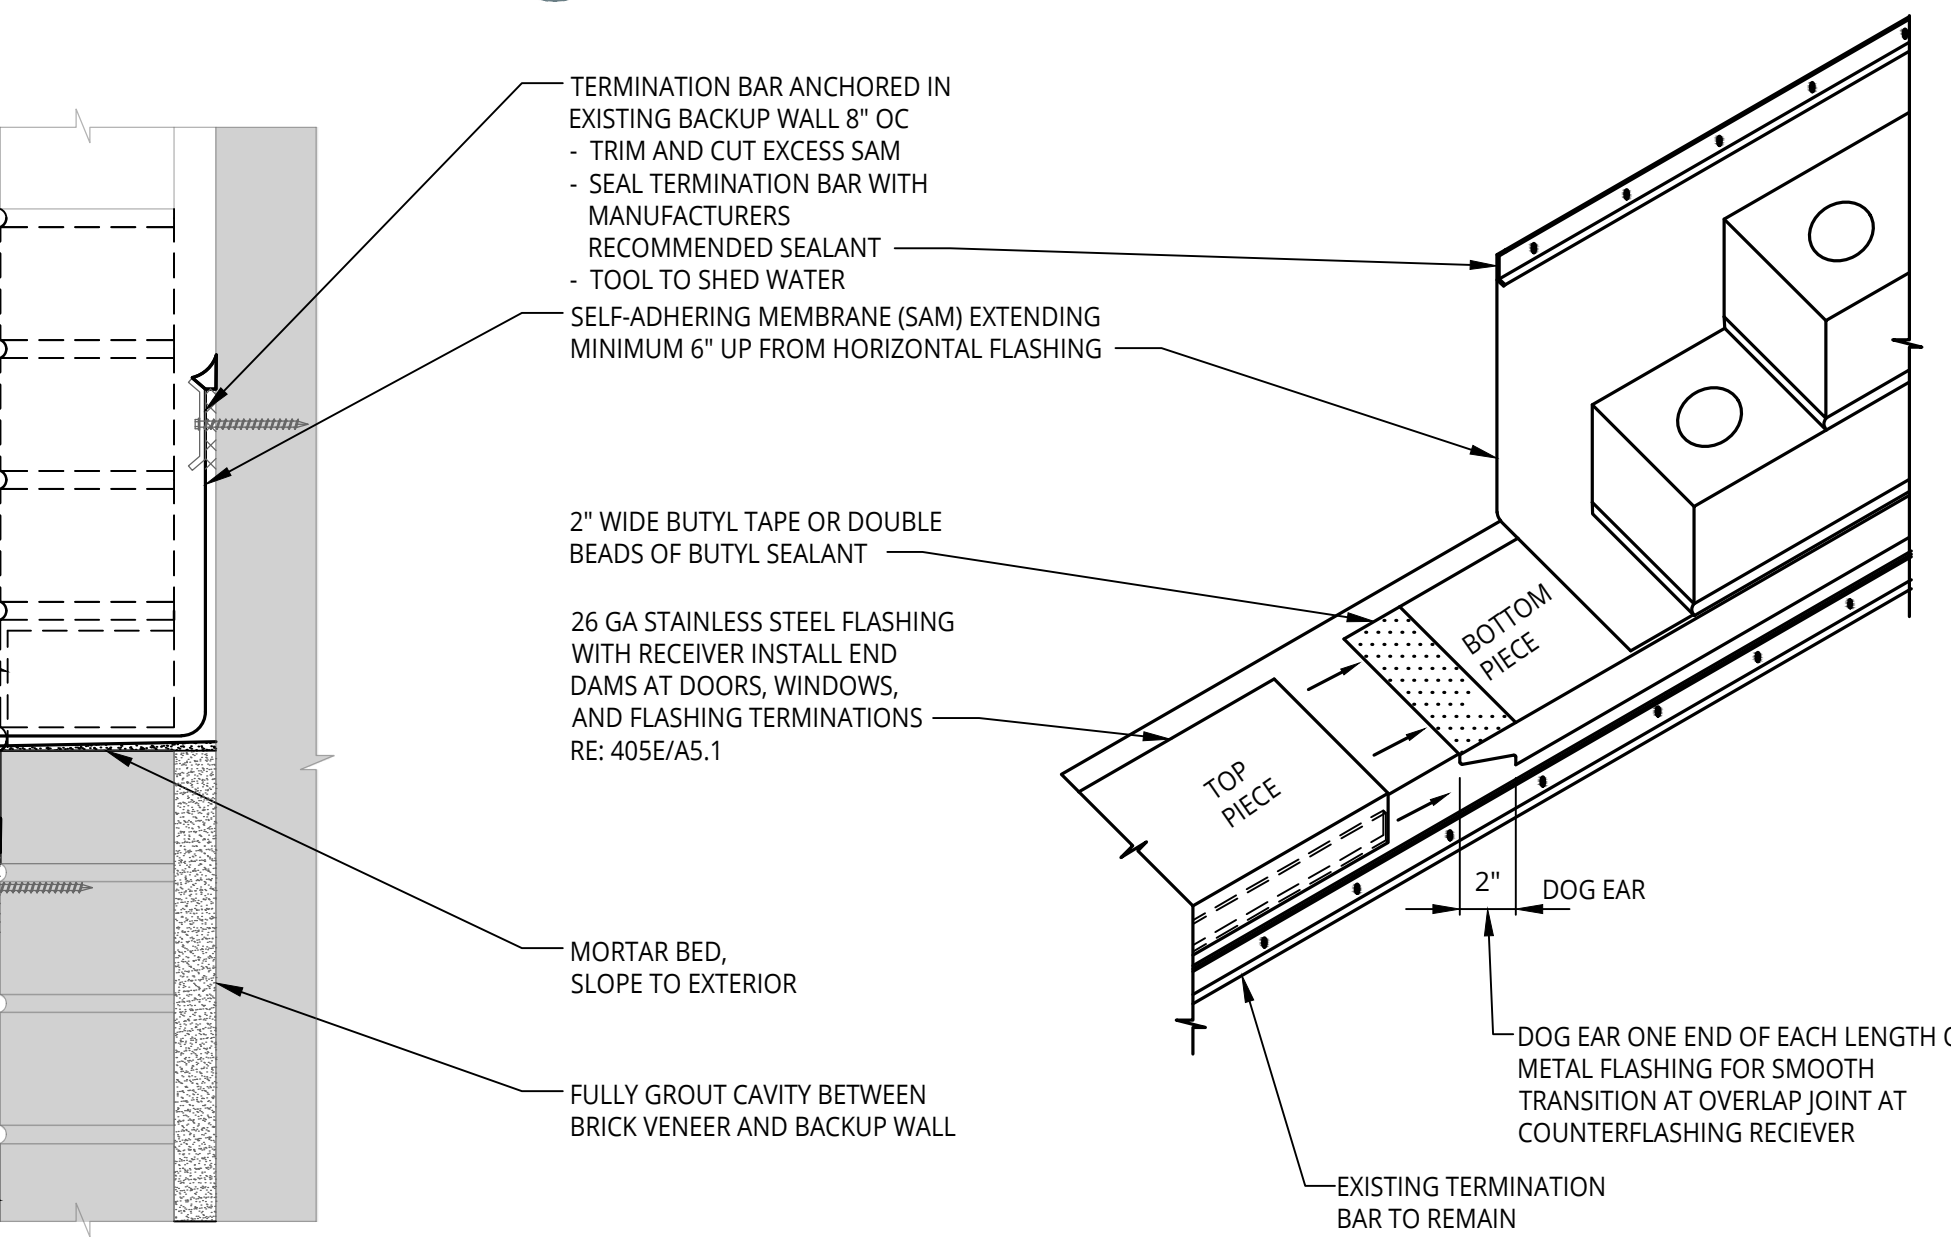 TERMINATION BAR ANCHORED IN
EXISTING BACKUP WALL 8" OC
- TRIM AND CUT EXCESS SAM
- SEAL TERMINATION BAR WITH
MANUFACTURERS
RECOMMENDED SEALANT
- TOOL TO SHED WATER
SELF-ADHERING MEMBRANE (SAM) EXTENDING
MINIMUM 6" UP FROM HORIZONTAL FLASHING
2" WIDE BUTYL TAPE OR DOUBLE
BEADS OF BUTYL SEALANT
26 GA STAINLESS STEEL FLASHING
WITH RECEIVER INSTALL END
DAMS AT DOORS, WINDOWS,
AND FLASHING TERMINATIONS
RE: 405E/A5.1
BOTTOM
PIECE
TOP
PIECE
2"
DOG EAR
MORTAR BED,
SLOPE TO EXTERIOR
FULLY GROUT CAVITY BETWEEN
BRICK VENEER AND BACKUP WALL
DOG EAR ONE END OF EACH LENGTH
METAL FLASHING FOR SMOOTH
TRANSITION AT OVERLAP JOINT AT
COUNTERFLASHING RECIEVER
EXISTING TERMINATION
BAR TO REMAIN